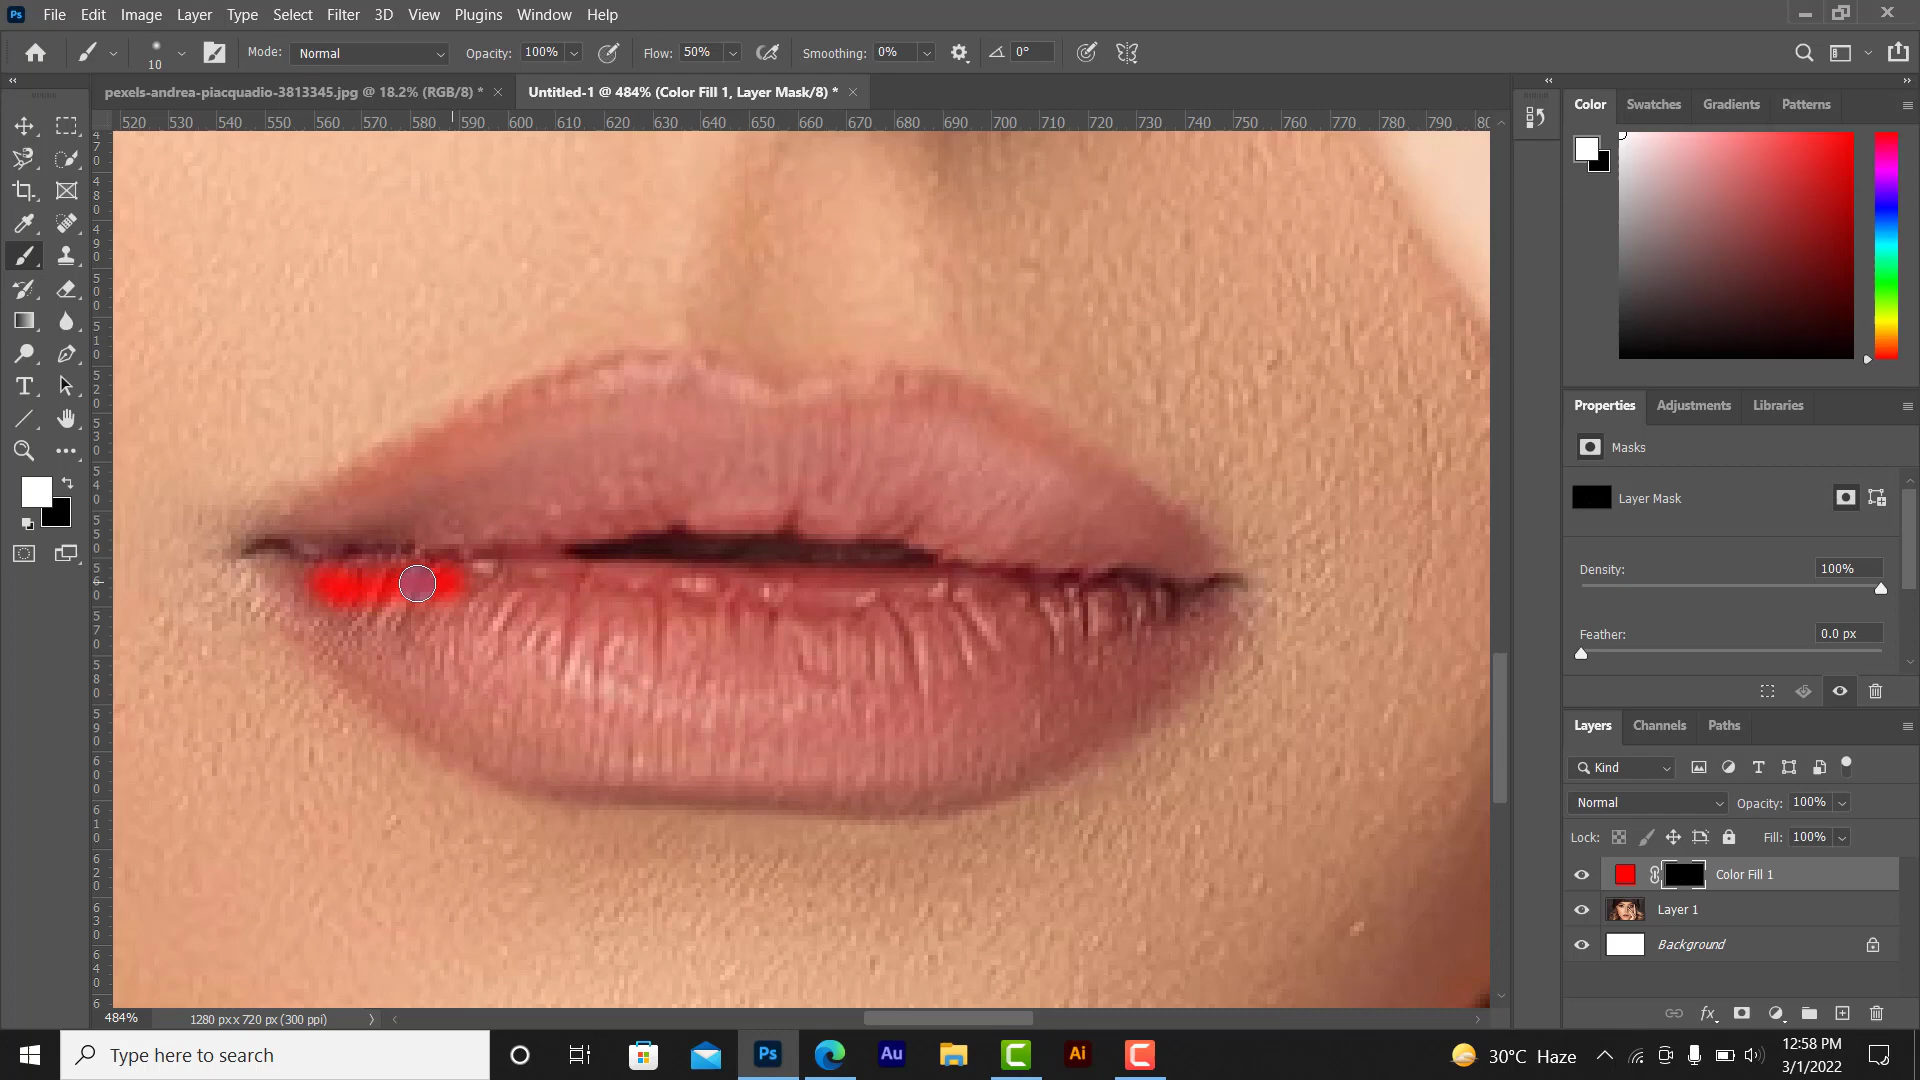 Ps File Edit Image Layer Type Select Filter 3D View Plugins Window Help
10 Mode: Normal Opacity: 100% Flow: 50% Smoothing: 0% 0°
pexels-andrea-piacquadio-3813345.jpg @ 18.2% (RGB/8) * Untitled-1 @ 484% (Color Fill 1, Layer Mask/8) *
520 530 540 550 560 570 580 590 600 610 620 630 640 650 660 670 680 690 700 710 720 730 740 750 760 770 780 790 80
Color Swatches Gradients Patterns
Properties Adjustments Libraries
Masks
Layer Mask
Density: 100%
Feather: 0.0 px
Layers Channels Paths
Kind
Normal Opacity: 100%
Lock: Fill: 100%
Color Fill 1
Layer 1
Background
fx
484% 1280 px x 720 px (300 ppi)
Type here to search
Ps Au Ai
30°C Haze
12:58 PM
3/1/2022